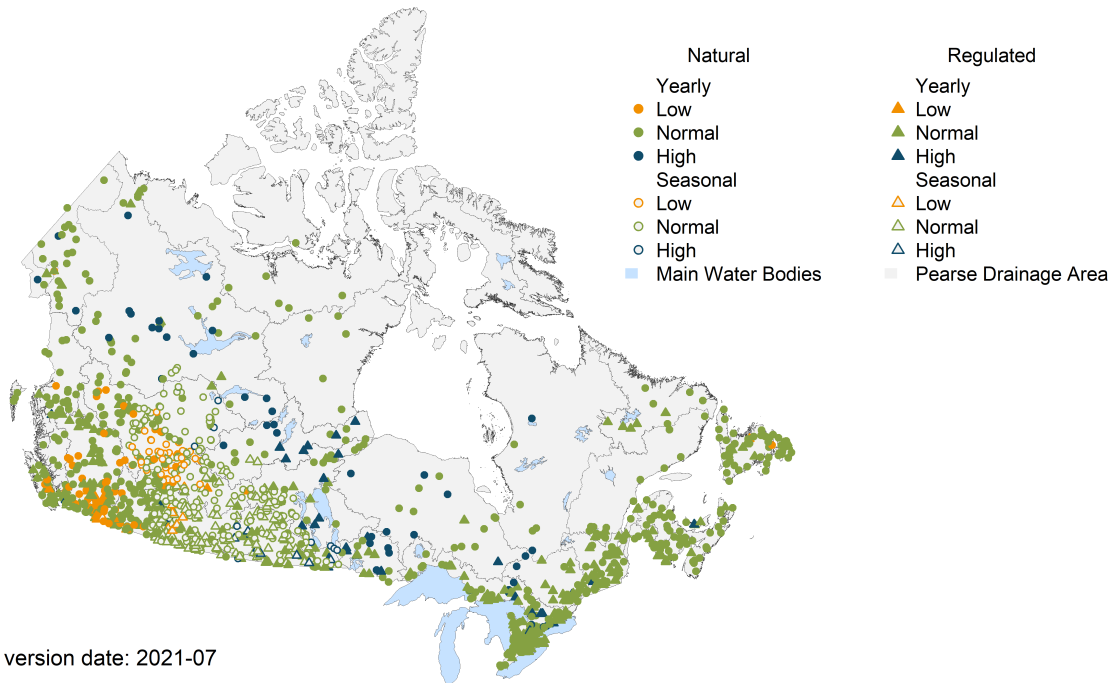 Natural
Yearly
Low
Normal
High
Seasonal
Low
Normal
High
Main Water Bodies
Regulated
Yearly
Low
Normal
High
Seasonal
Low
Normal
High
Pearse Drainage Area
version date: 2021-07